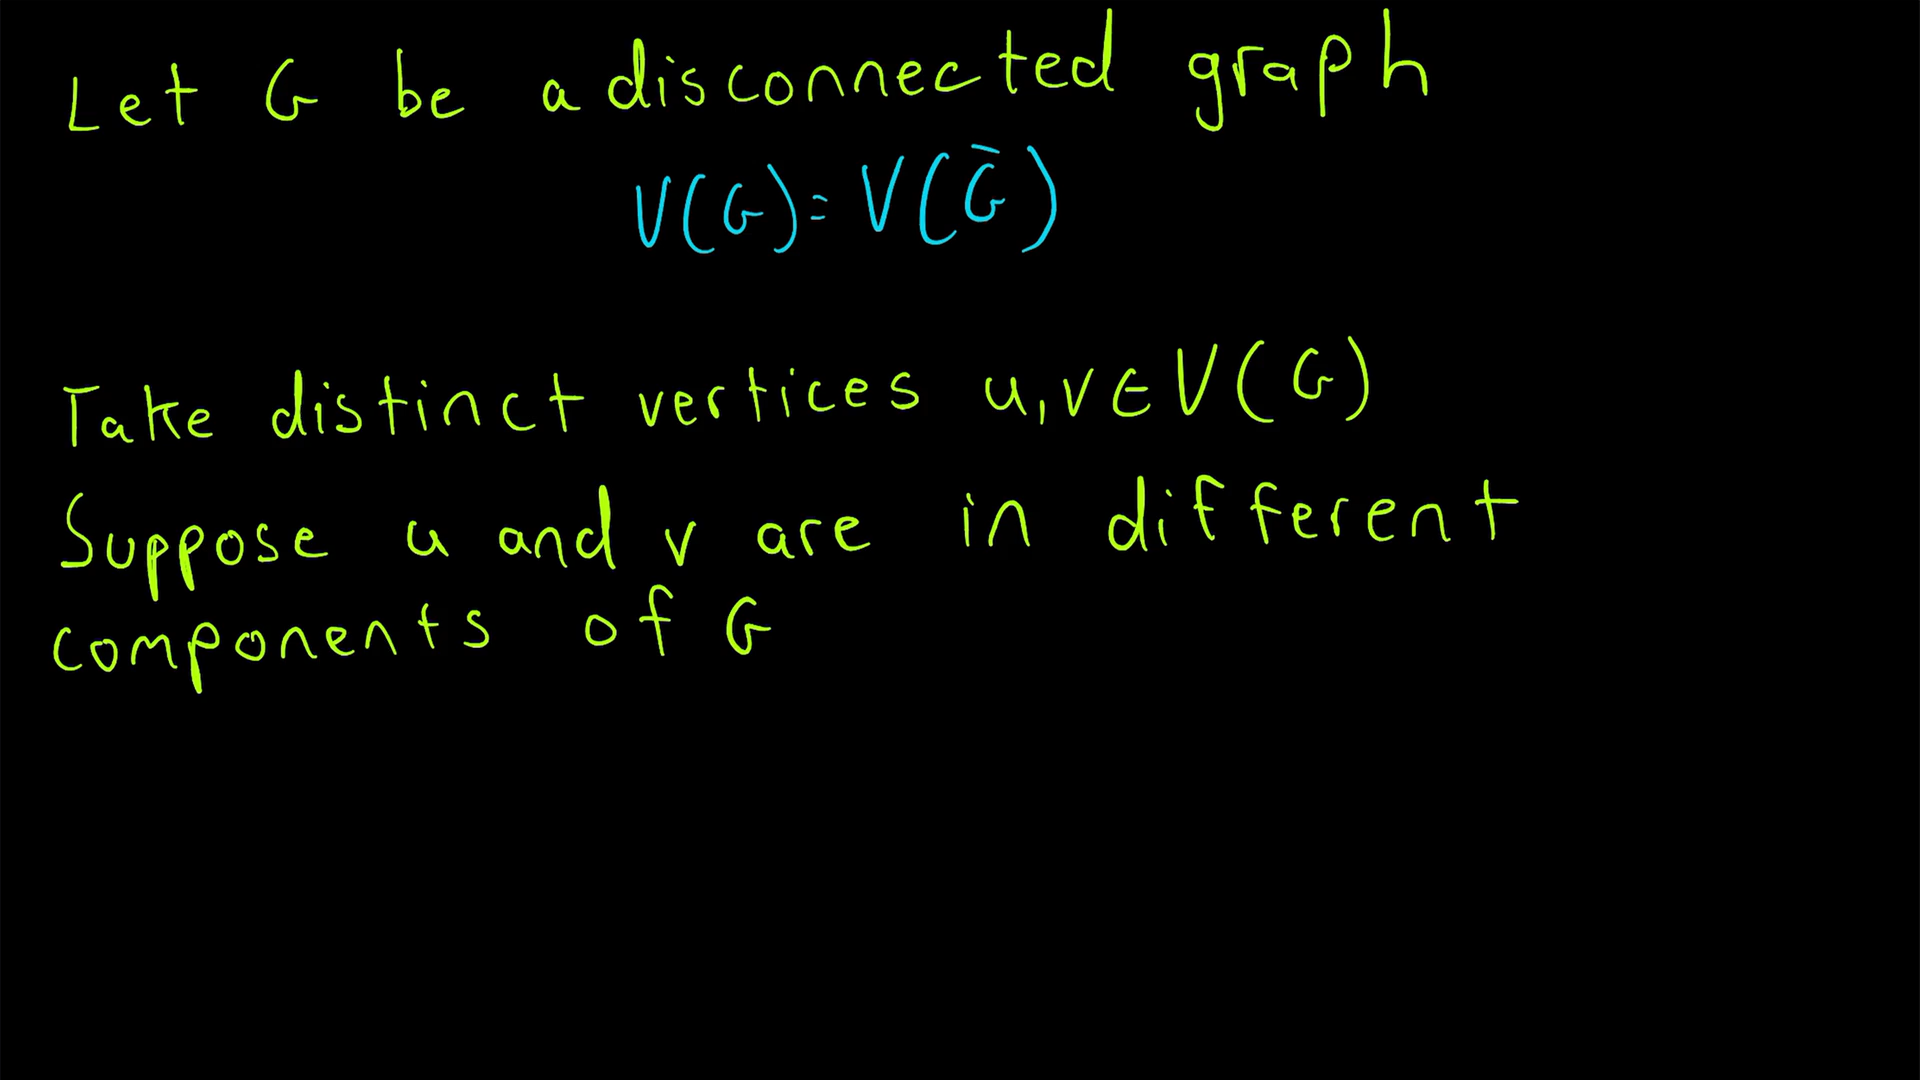 Let G be a disconnected graph
V(G) = V(Ḡ)
Take distinct vertices u, v ∈ V(G)
Suppose u and v are in different
components of G